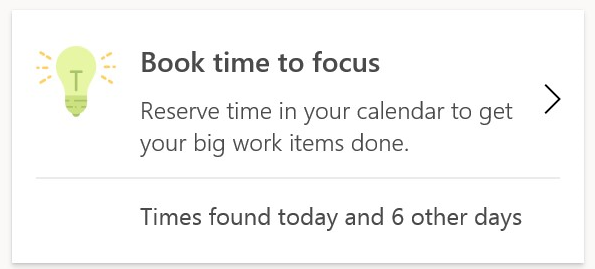 Book time to focus
Reserve time in your calendar to get
your big work items done.
Times found today and 6 other days